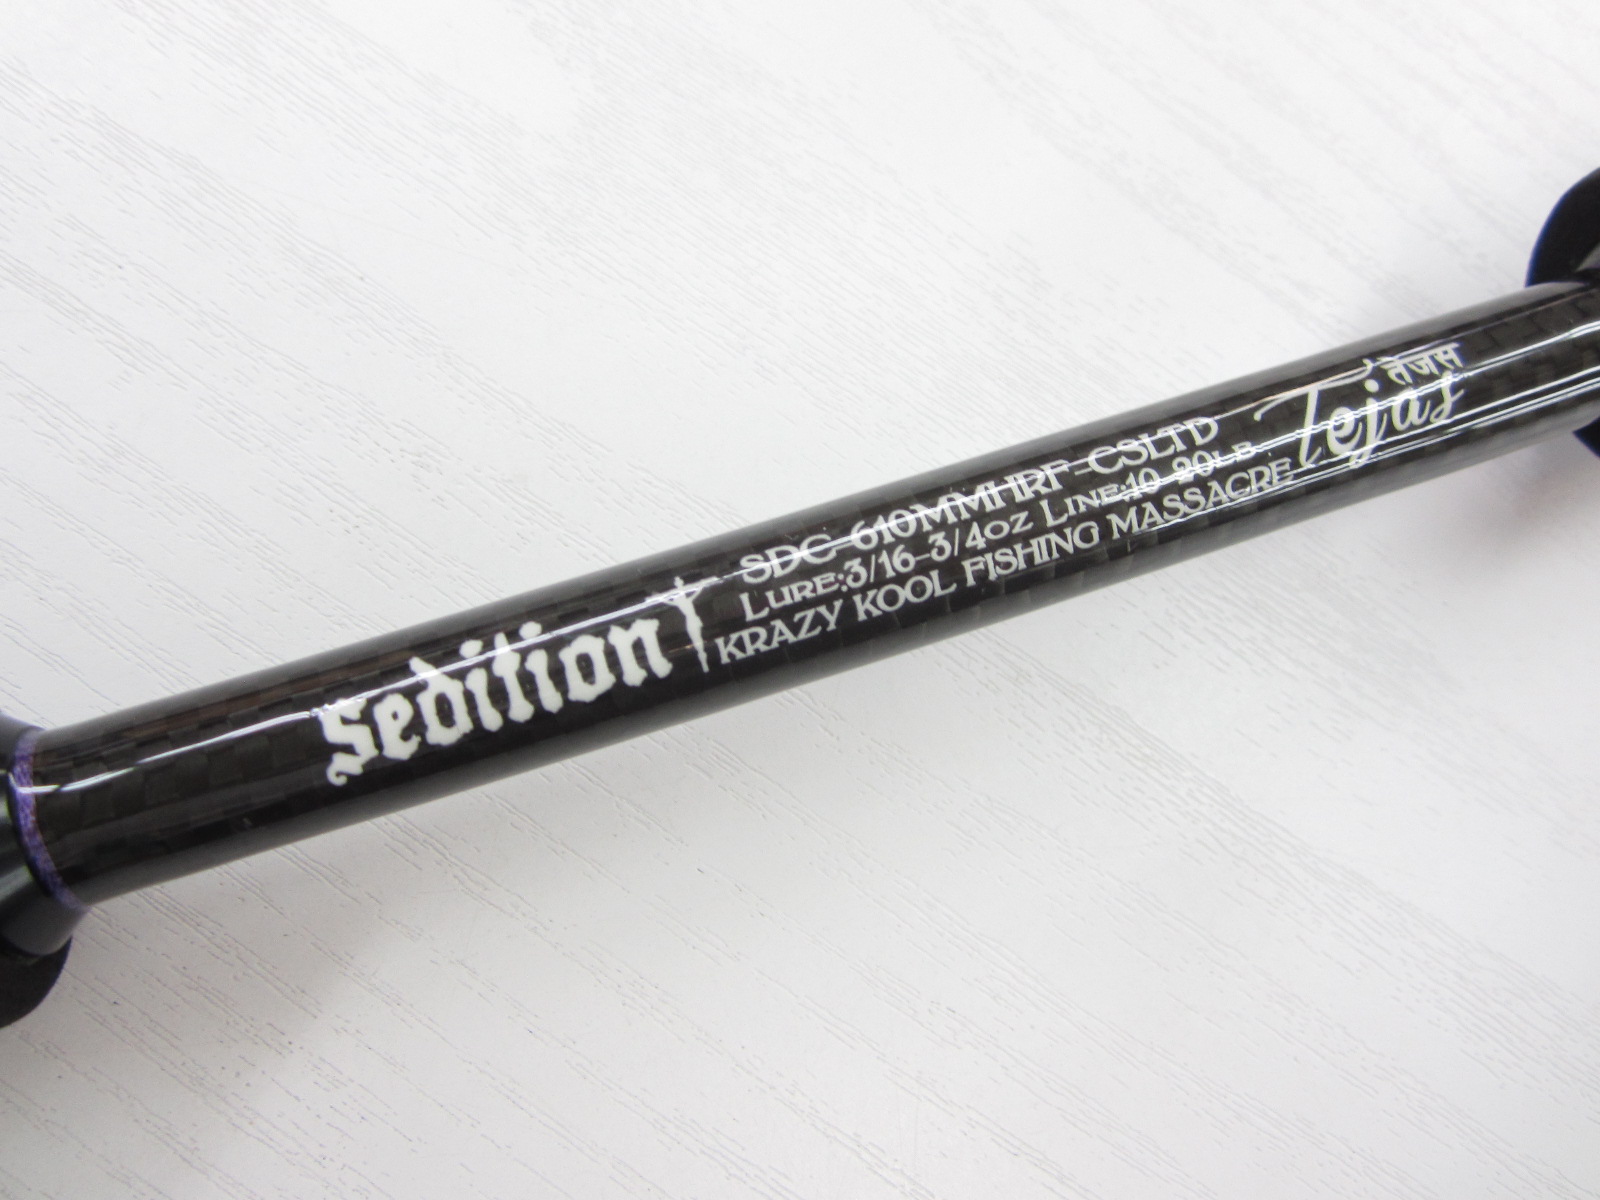 sedition
SDC-610MMHRF-CSLTD
LURE:3/16-3/4OZ LINE:10-20LB
KRAZY KOOL FISHING MASSACRE
तेजस
Tejas